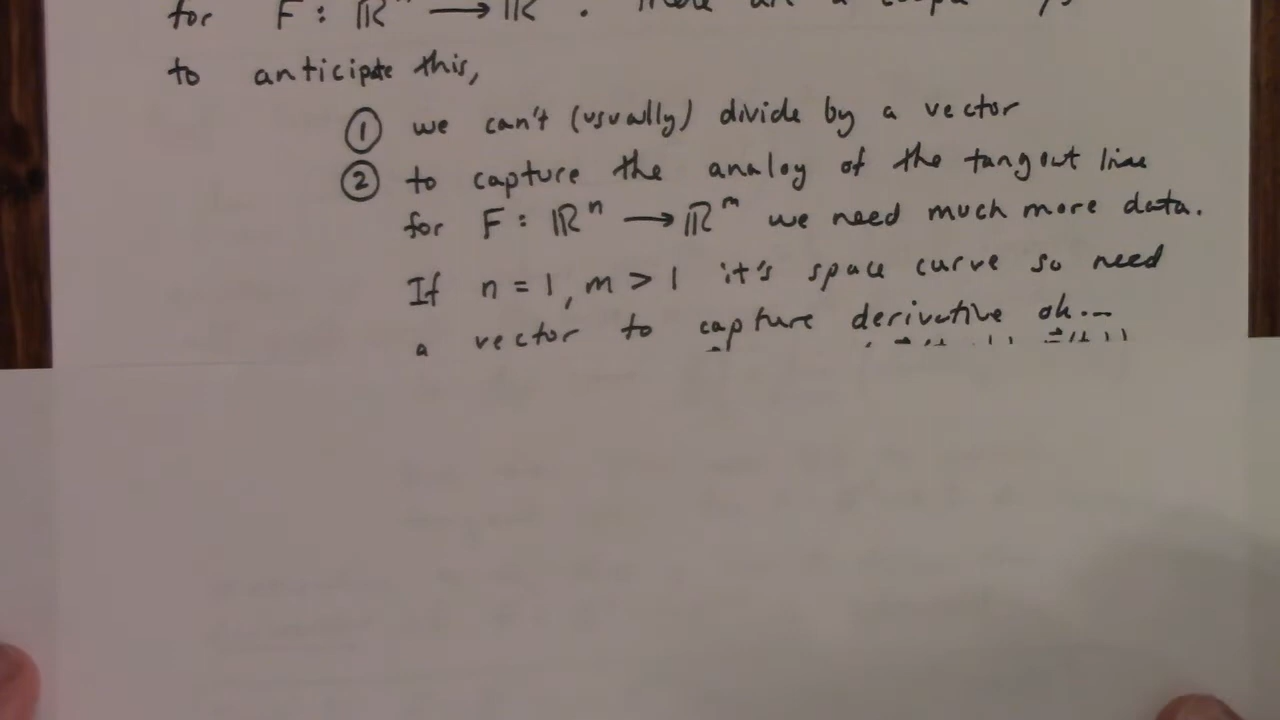 for F : ℝ → ℝ .
to anticipate this,
① we can't (usually) divide by a vector
② to capture the analog of the tangent line
for F : ℝⁿ → ℝᵐ we need much more data.
If n = 1, m > 1 it's space curve so need
a vector to capture derivative ok...